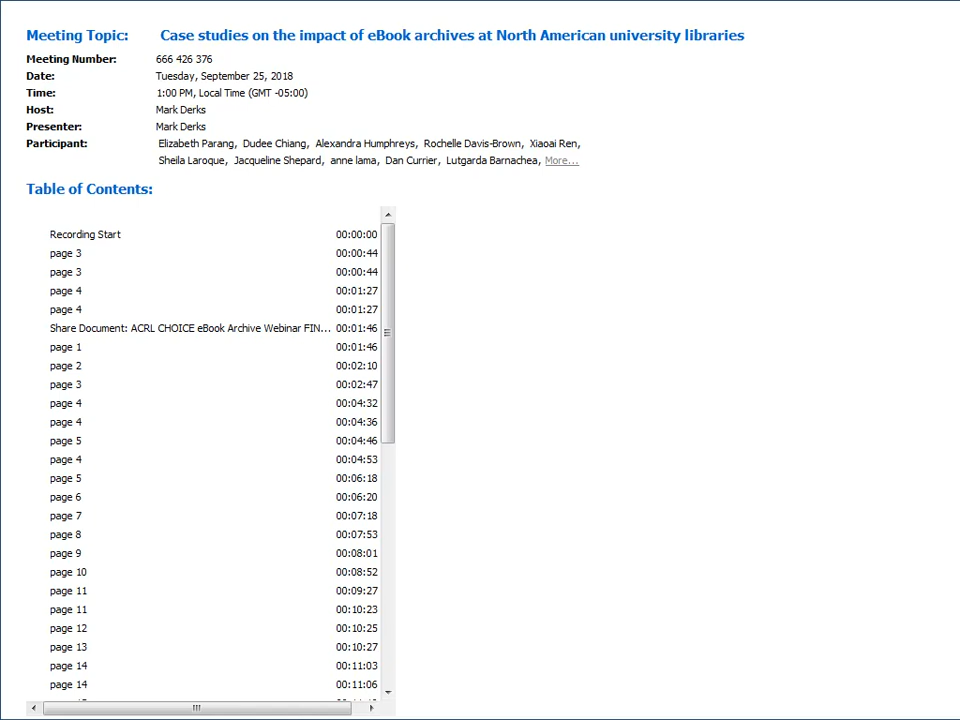 Meeting Topic: Case studies on the impact of eBook archives at North American university libraries
Meeting Number: 666 426 376
Date: Tuesday, September 25, 2018
Time: 1:00 PM, Local Time (GMT -05:00)
Host: Mark Derks
Presenter: Mark Derks
Participant: Elizabeth Parang, Dudee Chiang, Alexandra Humphreys, Rochelle Davis-Brown, Xiaoai Ren,
Sheila Laroque, Jacqueline Shepard, anne lama, Dan Currier, Lutgarda Barnachea, More...
Table of Contents:
Recording Start 00:00:00
page 3 00:00:44
page 3 00:00:44
page 4 00:01:27
page 4 00:01:27
Share Document: ACRL CHOICE eBook Archive Webinar FIN... 00:01:46
page 1 00:01:46
page 2 00:02:10
page 3 00:02:47
page 4 00:04:32
page 4 00:04:36
page 5 00:04:46
page 4 00:04:53
page 5 00:06:18
page 6 00:06:20
page 7 00:07:18
page 8 00:07:53
page 9 00:08:01
page 10 00:08:52
page 11 00:09:27
page 11 00:10:23
page 12 00:10:25
page 13 00:10:27
page 14 00:11:03
page 14 00:11:06